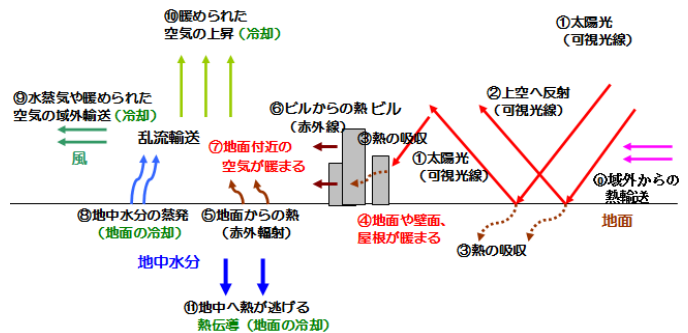 ⑩暖められた
空気の上昇(冷却)
①太陽光
(可視光線)
②上空へ反射
(可視光線)
⑨水蒸気や暖められた
空気の域外輸送(冷却)
風
乱流輸送
⑥ビルからの熱
(赤外線)
ビル
③熱の吸収
⑦地面付近の
空気が暖まる
①太陽光
(可視光線)
域外からの
熱輸送
⑧地中水分の蒸発
(地面の冷却)
地中水分
⑤地面からの熱
(赤外輻射)
④地面や壁面、
屋根が暖まる
③熱の吸収
地面
⑪地中へ熱が逃げる
熱伝導(地面の冷却)